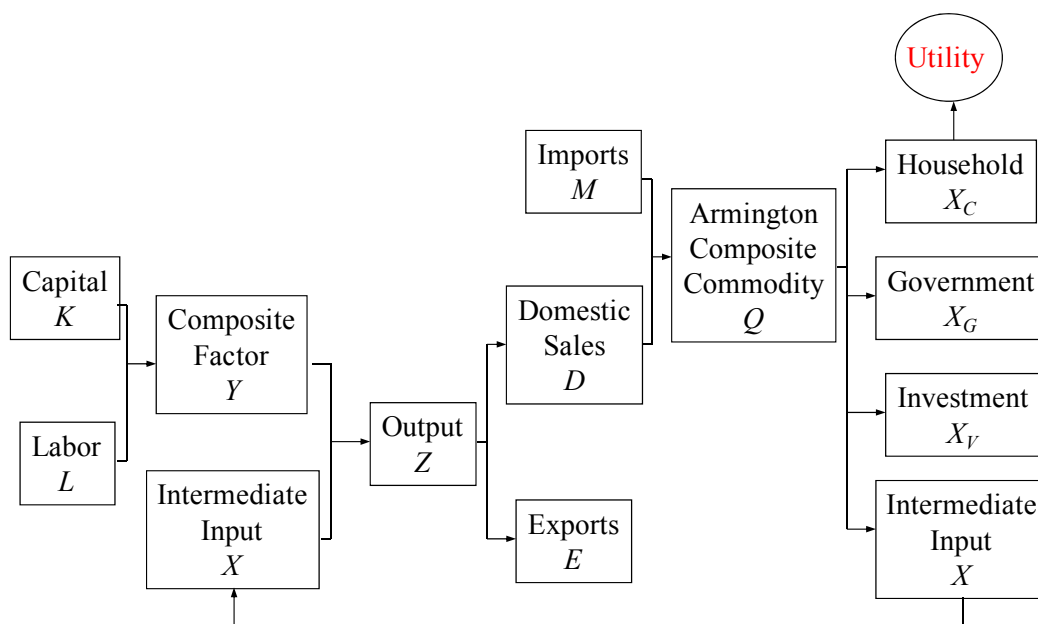 Utility
Imports
M
Household
X_C
Armington
Composite
Commodity
Q
Capital
K
Composite
Factor
Y
Domestic
Sales
D
Government
X_G
Labor
L
Output
Z
Investment
X_V
Intermediate
Input
X
Exports
E
Intermediate
Input
X